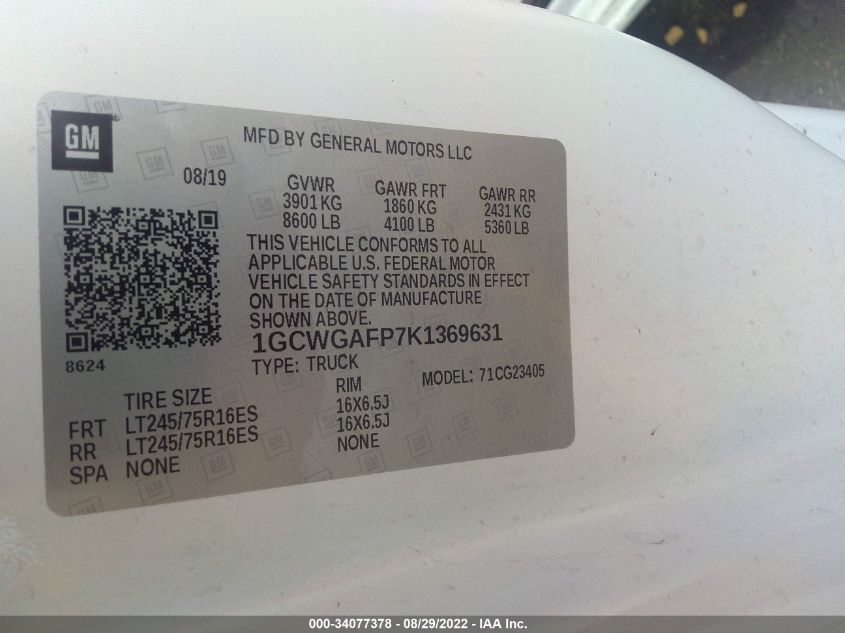 GM
MFD BY GENERAL MOTORS LLC
08/19
GVWR GAWR FRT GAWR RR
3901 KG 1860 KG 2431 KG
8600 LB 4100 LB 5360 LB
THIS VEHICLE CONFORMS TO ALL
APPLICABLE U.S. FEDERAL MOTOR
VEHICLE SAFETY STANDARDS IN EFFECT
ON THE DATE OF MANUFACTURE
SHOWN ABOVE.
8624
1GCWGAFP7K1369631
TYPE: TRUCK MODEL: 71CG23405
TIRE SIZE RIM
FRT LT245/75R16ES 16X6.5J
RR LT245/75R16ES 16X6.5J
SPA NONE NONE
000-34077378 - 08/29/2022 - IAA Inc.